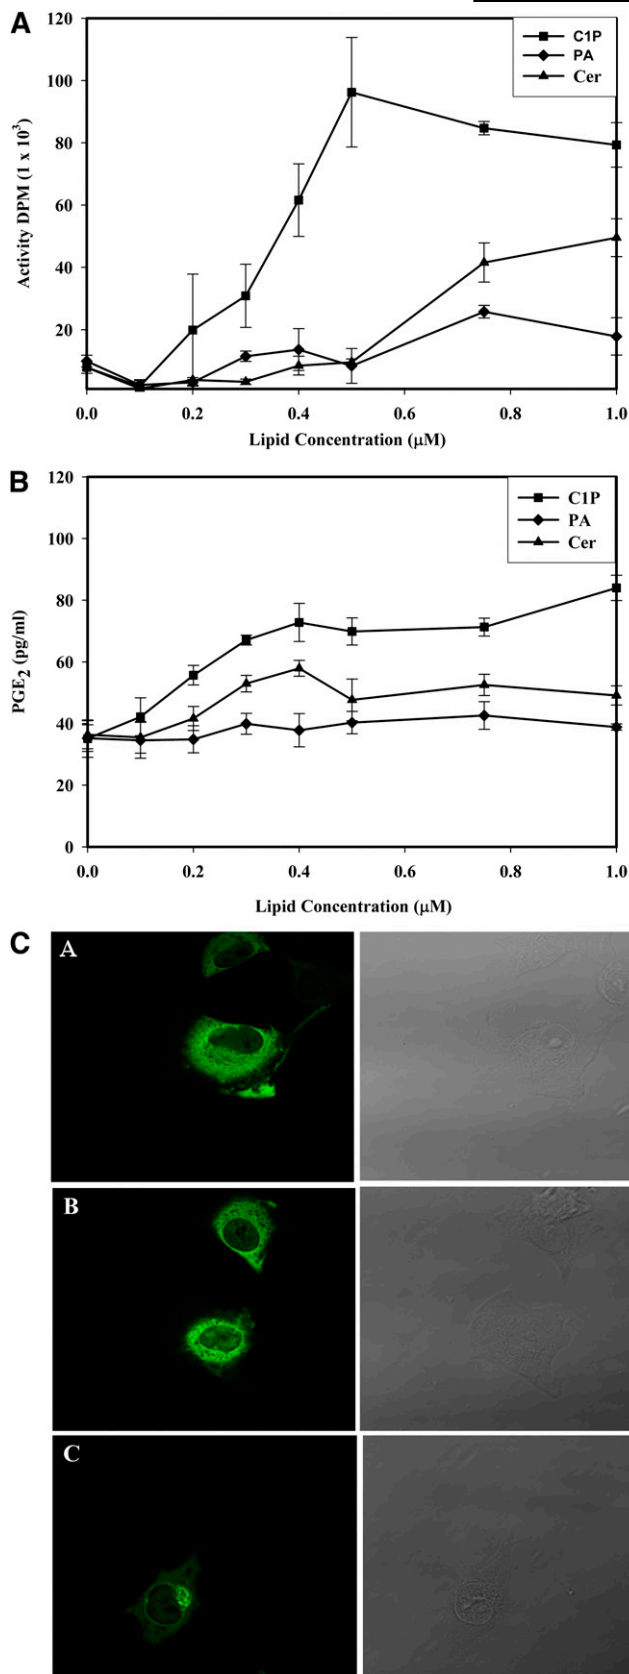 A
120
100
80
60
40
20
Activity DPM (1 x 10³)
C1P
PA
Cer
0.0 0.2 0.4 0.6 0.8 1.0
Lipid Concentration (μM)
B
120
100
80
60
40
20
0
PGE₂ (pg/ml)
C1P
PA
Cer
0.0 0.2 0.4 0.6 0.8 1.0
Lipid Concentration (μM)
C
A
B
C